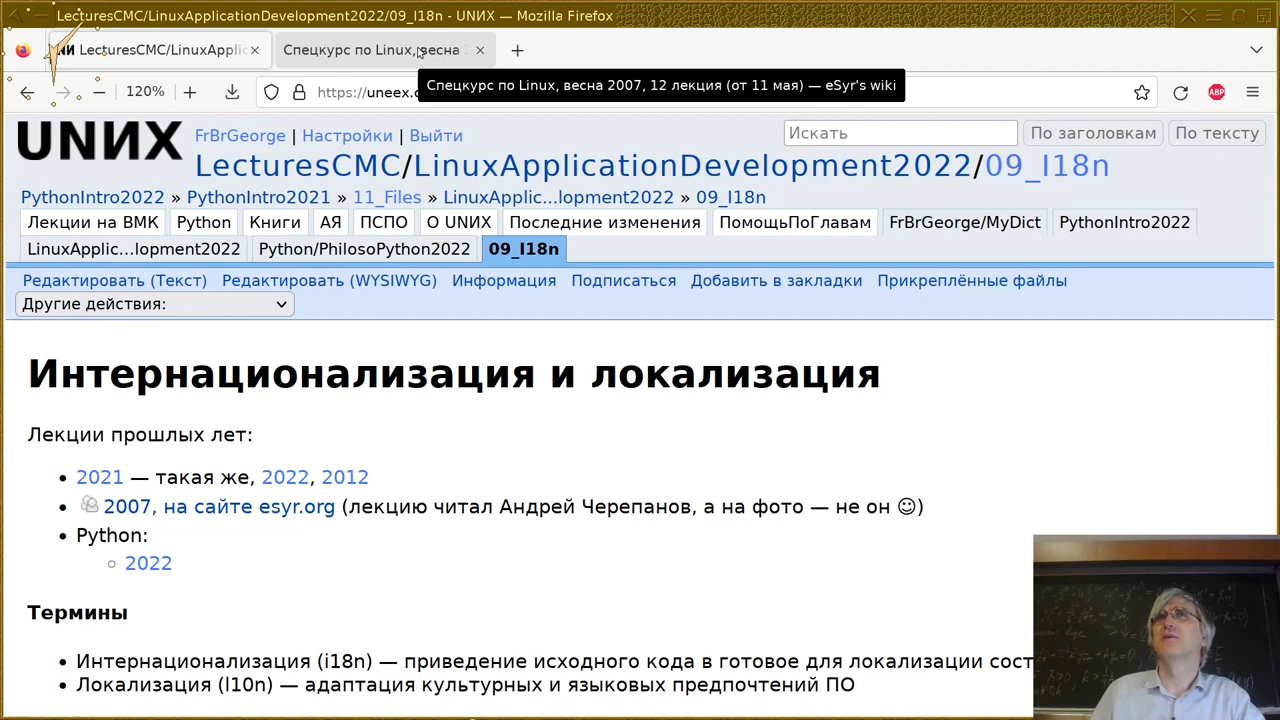 LecturesCMC/LinuxApplicationDevelopment2022/09_I18n - UNИX — Mozilla Firefox
LecturesCMC/LinuxApplic
Спецкурс по Linux, весна
Спецкурс по Linux, весна 2007, 12 лекция (от 11 мая) — eSyr's wiki
120%
https://uneex.
ABP
UNИX
FrBrGeorge | Настройки | Выйти
Искать
По заголовкам
По тексту
LecturesCMC/LinuxApplicationDevelopment2022/09_I18n
PythonIntro2022 » PythonIntro2021 » 11_Files » LinuxApplic...lopment2022 » 09_I18n
Лекции на ВМК Python Книги АЯ ПСПО О UNIX Последние изменения ПомощьПоГлавам FrBrGeorge/MyDict PythonIntro2022
LinuxApplic...lopment2022 Python/PhilosoPython2022 09_I18n
Редактировать (Текст) Редактировать (WYSIWYG) Информация Подписаться Добавить в закладки Прикреплённые файлы
Другие действия:
Интернационализация и локализация
Лекции прошлых лет:
• 2021 — такая же, 2022, 2012
• 2007, на сайте esyr.org (лекцию читал Андрей Черепанов, а на фото — не он ☺)
• Python:
◦ 2022
Термины
• Интернационализация (i18n) — приведение исходного кода в готовое для локализации сост
• Локализация (l10n) — адаптация культурных и языковых предпочтений ПО